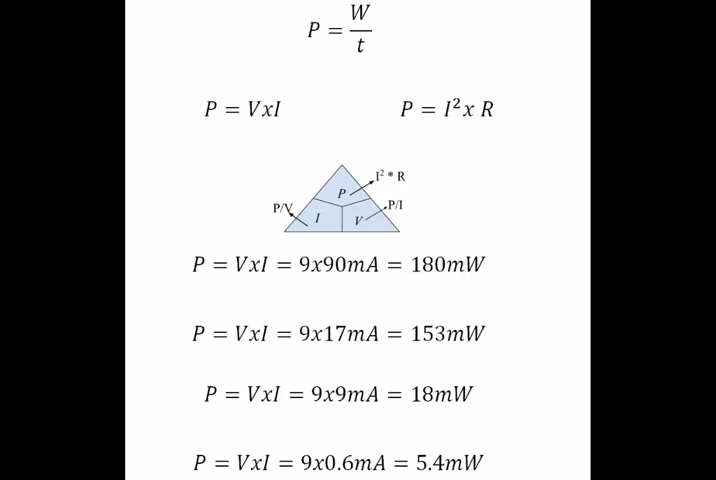 P = W/t
P = VxI P = I²x R
I² * R
P
P/V P/I
I V
P = VxI = 9x90mA = 180mW
P = VxI = 9x17mA = 153mW
P = VxI = 9x9mA = 18mW
P = VxI = 9x0.6mA = 5.4mW